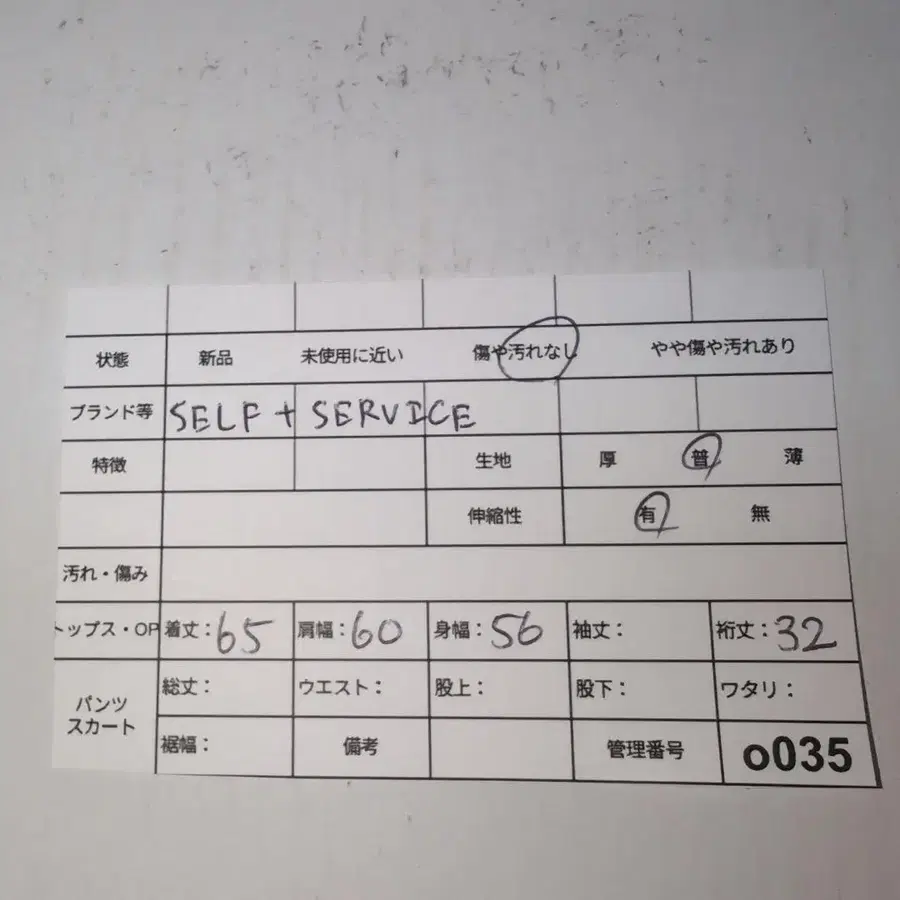 状態 新品 未使用に近い 傷や汚れなし やや傷や汚れあり
ブランド等 SELF + SERVICE
特徴 生地 厚 普 薄
伸縮性 有 無
汚れ・傷み
トップス・OP 着丈：65 肩幅：60 身幅：56 袖丈： 裄丈：32
パンツ スカート 総丈： ウエスト： 股上： 股下： ワタリ：
裾幅： 備考 管理番号 o035